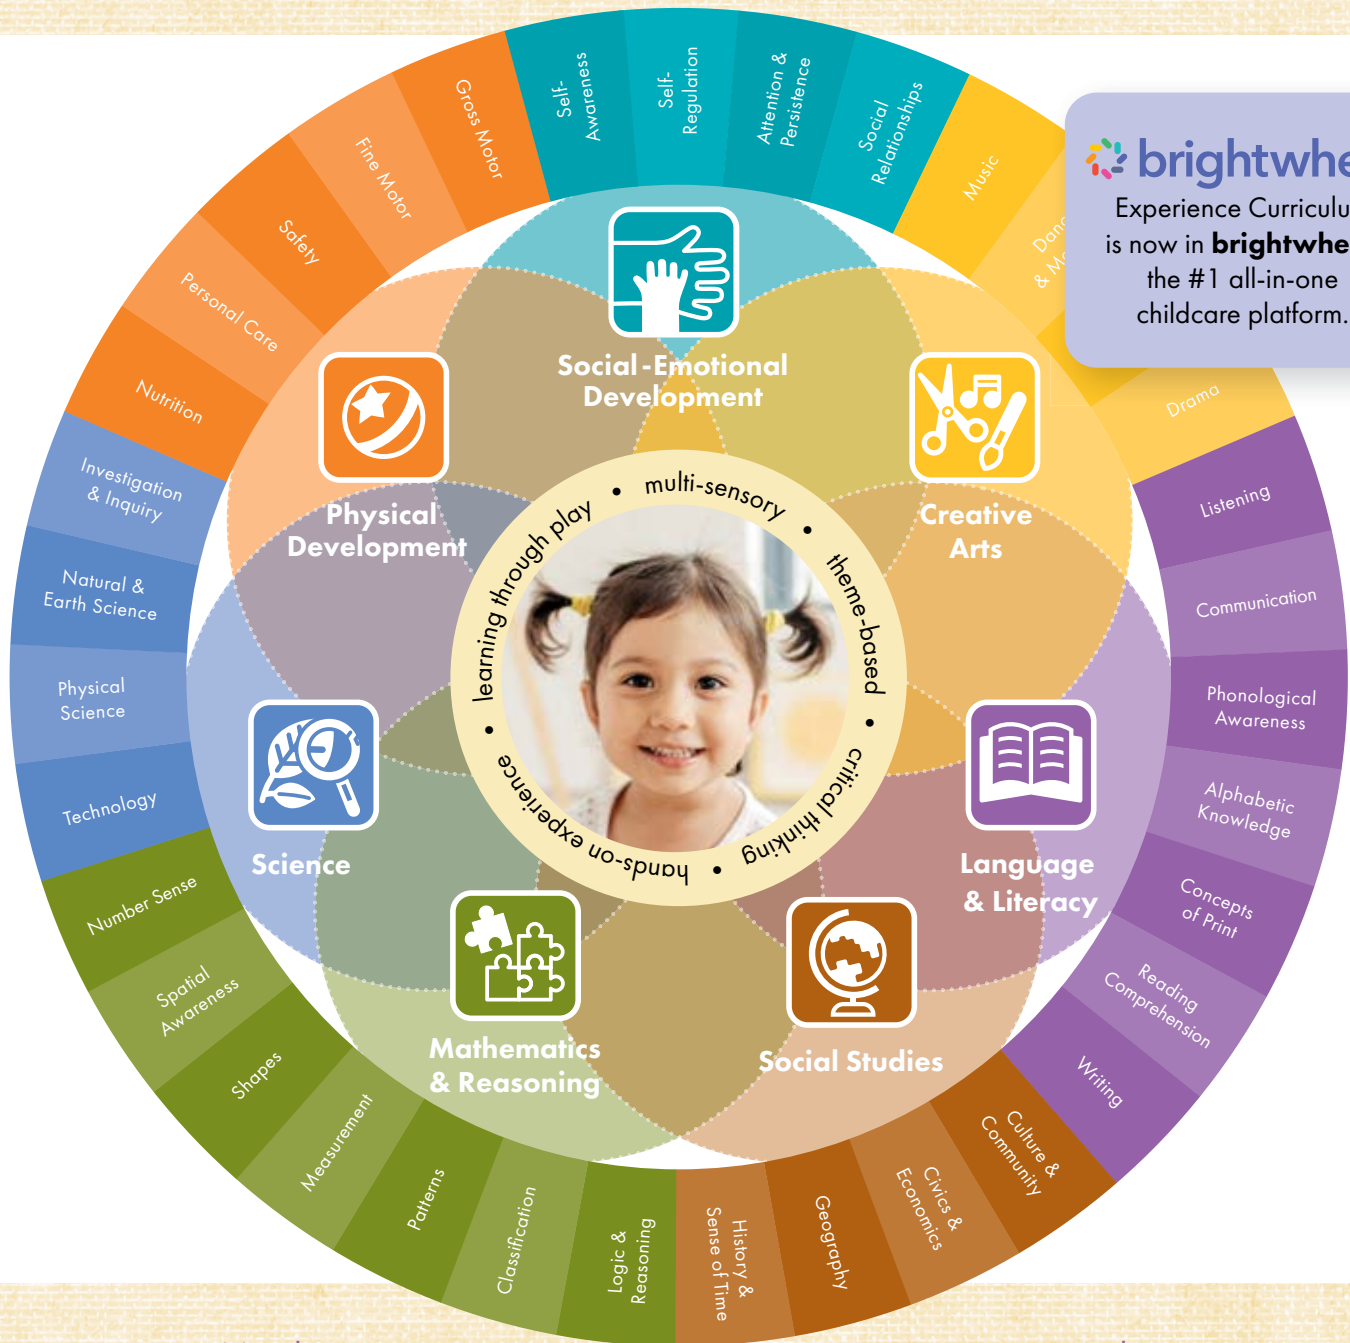 Self-
Awareness
Self-
Regulation
Attention &
Persistence
Social
Relationships
Music
Drama
Listening
Communication
Phonological
Awareness
Alphabetic
Knowledge
Concepts
of Print
Reading
Comprehension
Writing
Culture &
Community
Civics &
Economics
Geography
History &
Sense of Time
Logic &
Reasoning
Classification
Patterns
Measurement
Shapes
Spatial
Awareness
Number Sense
Technology
Physical
Science
Natural &
Earth Science
Investigation
& Inquiry
Nutrition
Personal Care
Safety
Fine Motor
Gross Motor
Experience
is now in
the #1 all-in-one
childcare platform.
Social-Emotional
Development
Creative
Arts
Language
& Literacy
Social Studies
Mathematics
& Reasoning
Science
Physical
Development
learning through play • multi-sensory • theme-based • critical thinking • hands-on experience •